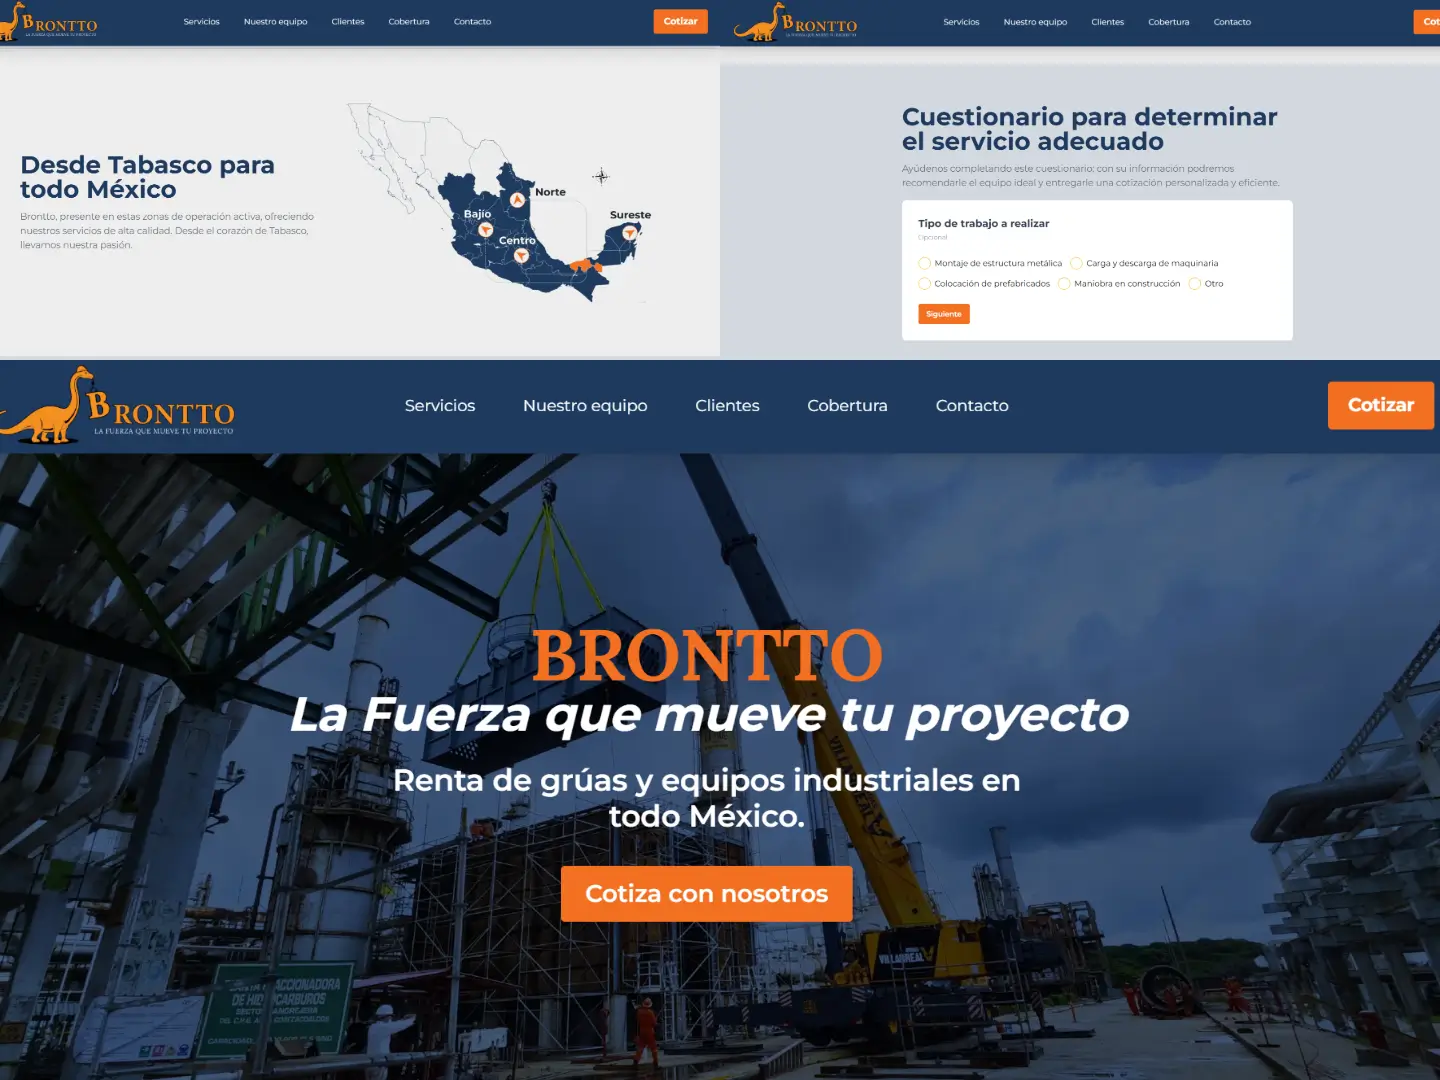 BRONTTO
LA FUERZA QUE MUEVE TU PROYECTO
Servicios
Nuestro equipo
Clientes
Cobertura
Contacto
Cotizar
Desde Tabasco para
todo México
Brontto, presente en estas zonas de operación activa, ofreciendo
nuestros servicios de alta calidad. Desde el corazón de Tabasco,
llevamos nuestra pasión.
Norte
Bajío
Sureste
Centro
BRONTTO
LA FUERZA QUE MUEVE TU PROYECTO
Servicios
Nuestro equipo
Clientes
Cobertura
Contacto
Cot
Cuestionario para determinar
el servicio adecuado
Ayúdenos completando este cuestionario; con su información podremos
recomendarle el equipo ideal y entregarle una cotización personalizada y eficiente.
Tipo de trabajo a realizar
Opcional
Montaje de estructura metálica
Carga y descarga de maquinaria
Colocación de prefabricados
Maniobra en construcción
Otro
Siguiente
BRONTTO
LA FUERZA QUE MUEVE TU PROYECTO
Servicios
Nuestro equipo
Clientes
Cobertura
Contacto
Cotizar
BRONTTO
La Fuerza que mueve tu proyecto
Renta de grúas y equipos industriales en
todo México.
Cotiza con nosotros
VILLARREAL
VILLARREAL
ACCIONADORA
DE HIDROCARBUROS